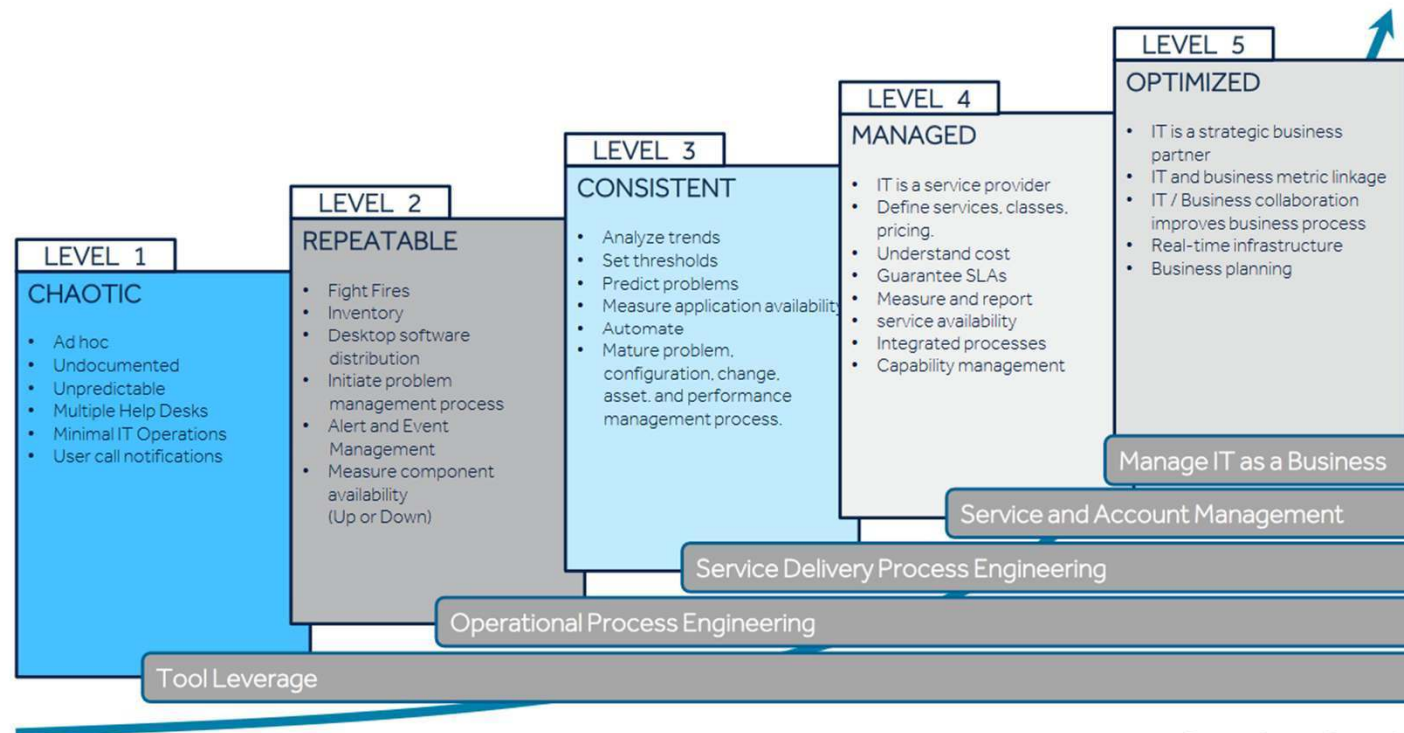 LEVEL 1
CHAOTIC
• Ad hoc
• Undocumented
• Unpredictable
• Multiple Help Desks
• Minimal IT Operations
• User call notifications
LEVEL 2
REPEATABLE
• Fight Fires
• Inventory
• Desktop software
distribution
• Initiate problem
management process
• Alert and Event
Management
• Measure component
availability
(Up or Down)
LEVEL 3
CONSISTENT
• Analyze trends
• Set thresholds
• Predict problems
• Measure application availability
• Automate
• Mature problem,
configuration, change,
asset. and performance
management process.
LEVEL 4
MANAGED
• IT is a service provider
• Define services, classes,
pricing.
• Understand cost
• Guarantee SLAs
• Measure and report
• service availability
• Integrated processes
• Capability management
LEVEL 5
OPTIMIZED
• IT is a strategic business
partner
• IT and business metric linkage
• IT / Business collaboration
improves business process
• Real-time infrastructure
• Business planning
Manage IT as a Business
Service and Account Management
Service Delivery Process Engineering
Operational Process Engineering
Tool Leverage